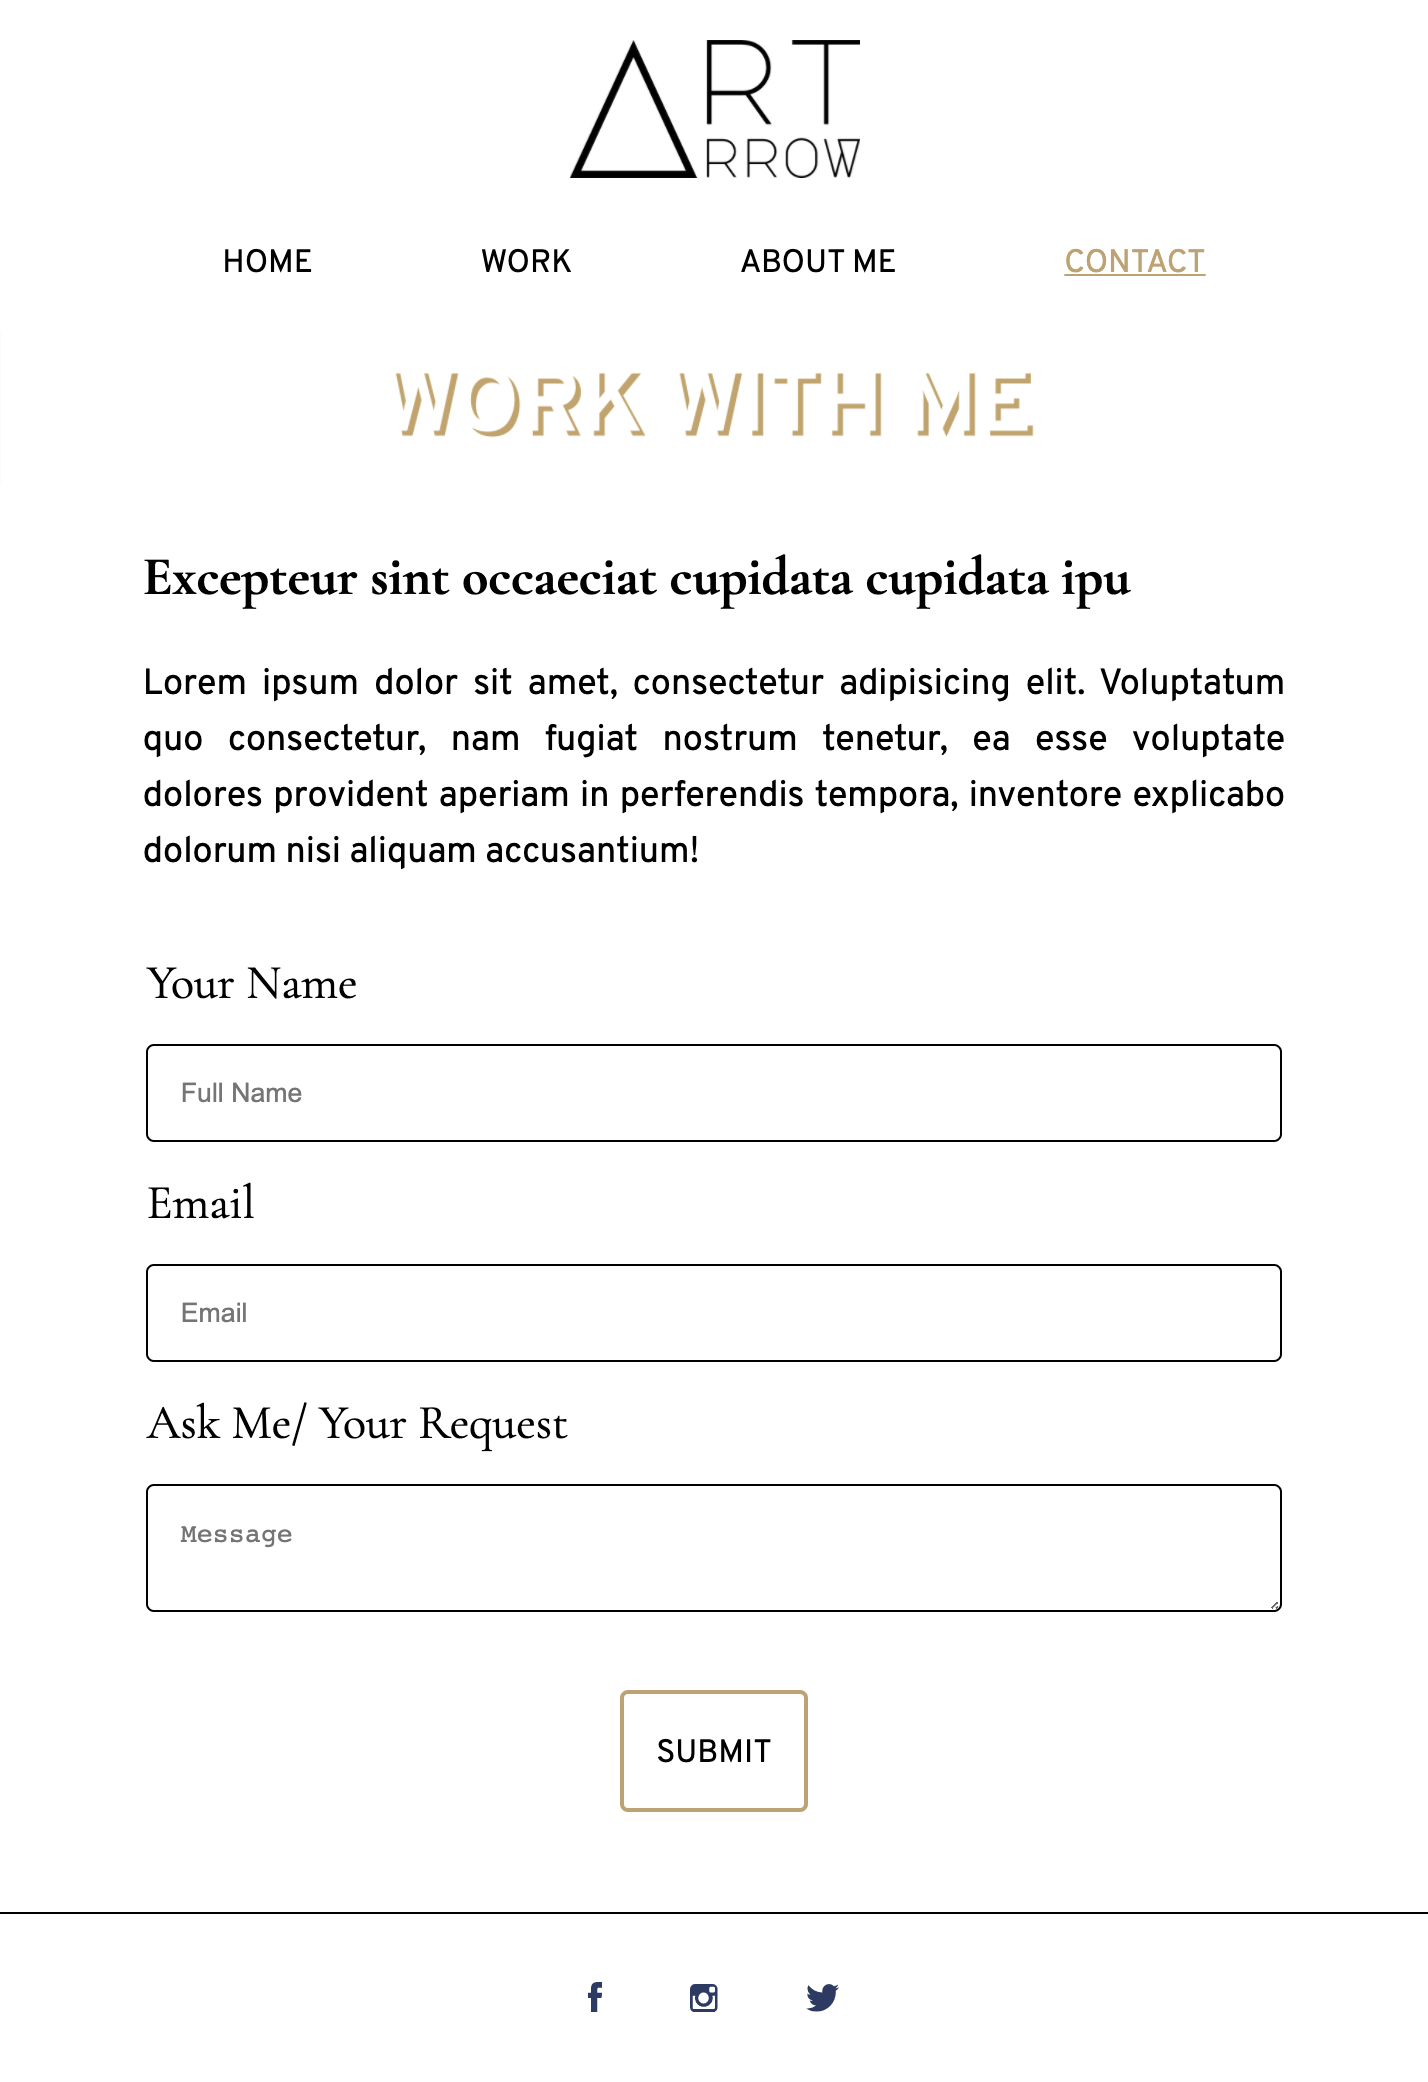 ART
RROW
HOME WORK ABOUT ME CONTACT
WORK WITH ME
Excepteur sint occaeciat cupidata cupidata ipu
Lorem ipsum dolor sit amet, consectetur adipisicing elit. Voluptatum
quo consectetur, nam fugiat nostrum tenetur, ea esse voluptate
dolores provident aperiam in perferendis tempora, inventore explicabo
dolorum nisi aliquam accusantium!
Your Name
Full Name
Email
Email
Ask Me/ Your Request
Message
SUBMIT